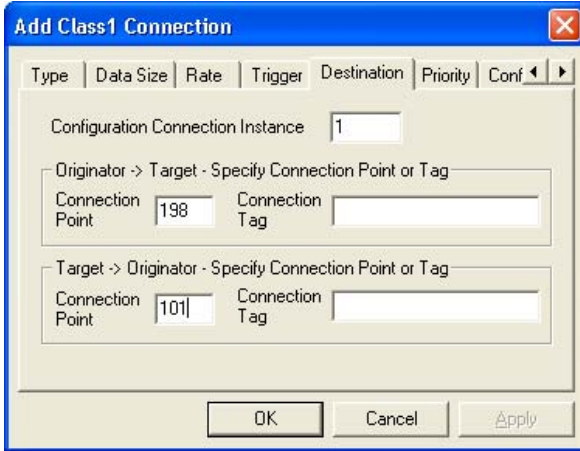 Add Class1 Connection
Type Data Size Rate Trigger Destination Priority Conf
Configuration Connection Instance 1
Originator -> Target - Specify Connection Point or Tag
Connection Point 198 Connection Tag
Target -> Originator - Specify Connection Point or Tag
Connection Point 101 Connection Tag
OK Cancel Apply